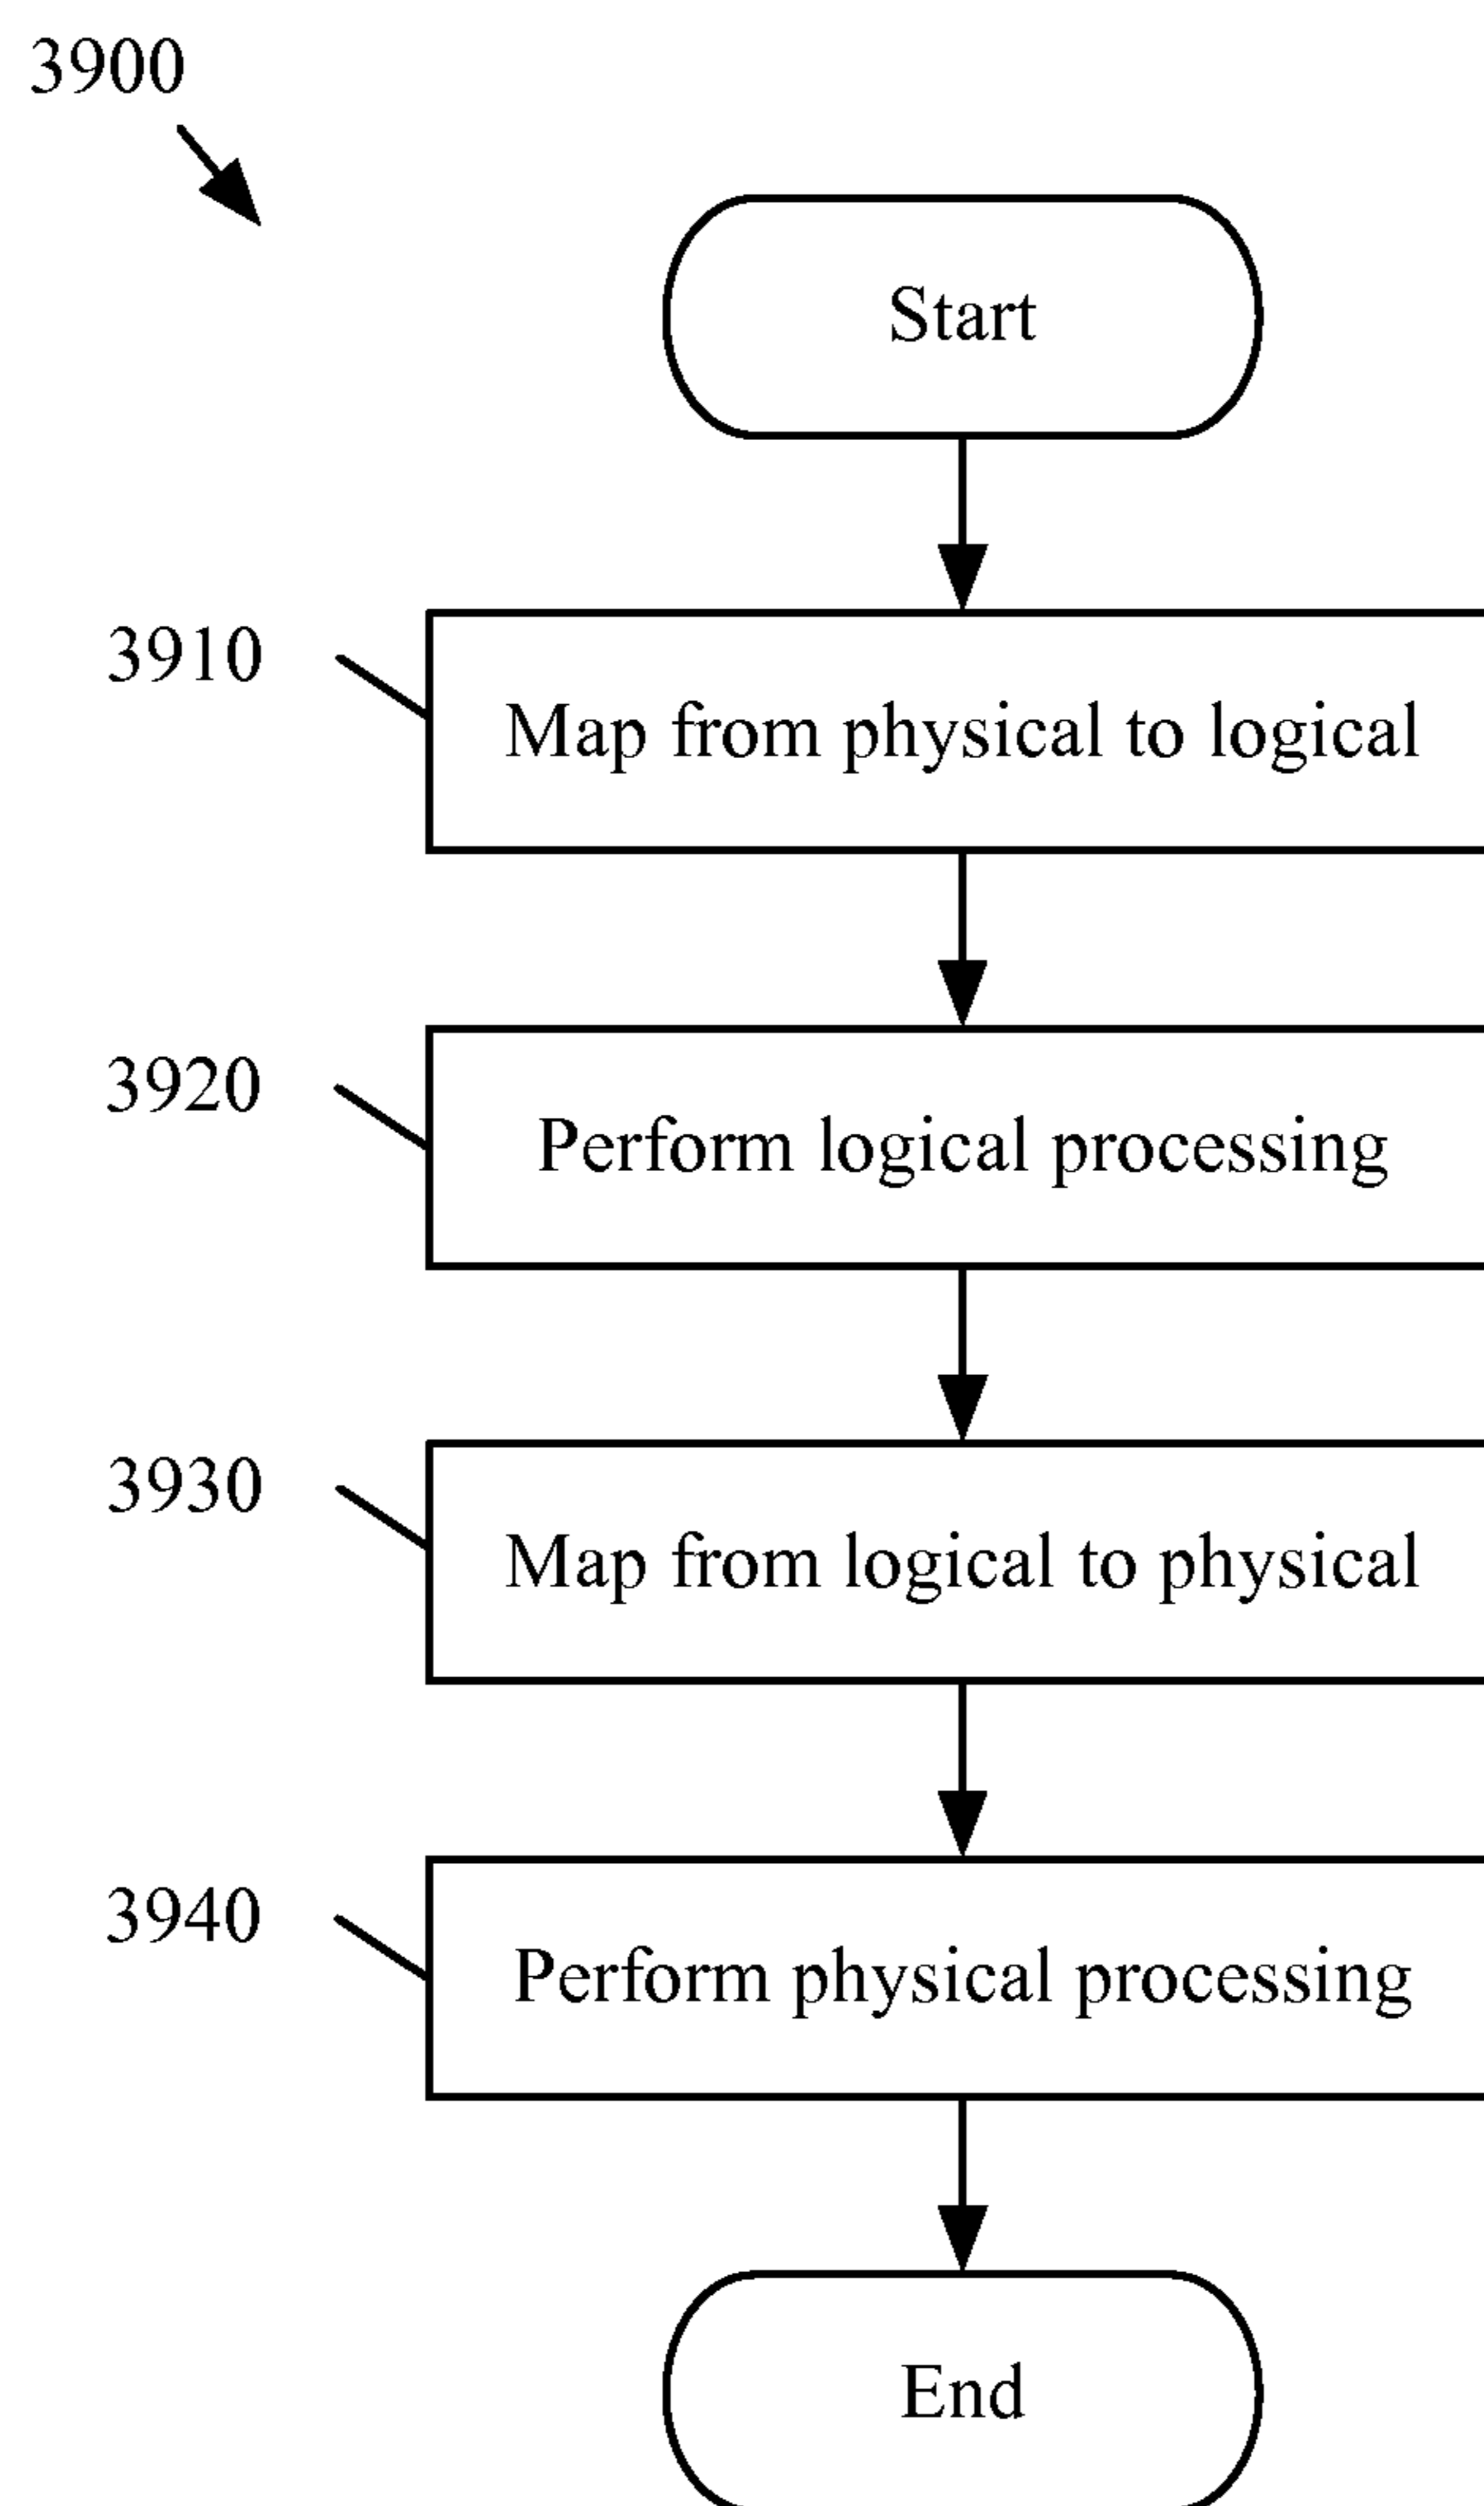 3900
Start
3910
Map from physical to logical
3920
Perform logical processing
3930
Map from logical to physical
3940
Perform physical processing
End